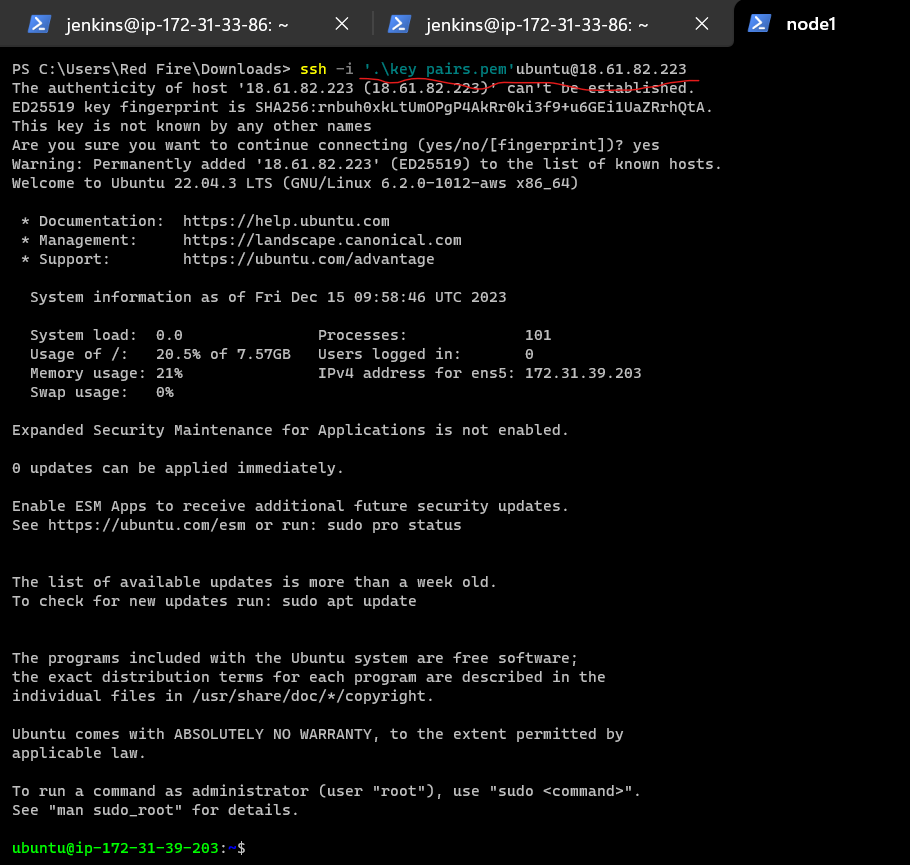 jenkins@ip-172-31-33-86: ~
jenkins@ip-172-31-33-86: ~
node1
PS C:\Users\Red Fire\Downloads> ssh -i '.\key pairs.pem'ubuntu@18.61.82.223
The authenticity of host '18.61.82.223 (18.61.82.223)' can't be established.
ED25519 key fingerprint is SHA256:rnbuh0xkLtUmOPgP4AkRr0ki3f9+u6GEi1UaZRrhQtA.
This key is not known by any other names
Are you sure you want to continue connecting (yes/no/[fingerprint])? yes
Warning: Permanently added '18.61.82.223' (ED25519) to the list of known hosts.
Welcome to Ubuntu 22.04.3 LTS (GNU/Linux 6.2.0-1012-aws x86_64)
* Documentation:  https://help.ubuntu.com
* Management:     https://landscape.canonical.com
* Support:        https://ubuntu.com/advantage
System information as of Fri Dec 15 09:58:46 UTC 2023
System load:  0.0               Processes:             101
Usage of /:   20.5% of 7.57GB   Users logged in:       0
Memory usage: 21%               IPv4 address for ens5: 172.31.39.203
Swap usage:   0%
Expanded Security Maintenance for Applications is not enabled.
0 updates can be applied immediately.
Enable ESM Apps to receive additional future security updates.
See https://ubuntu.com/esm or run: sudo pro status
The list of available updates is more than a week old.
To check for new updates run: sudo apt update
The programs included with the Ubuntu system are free software;
the exact distribution terms for each program are described in the
individual files in /usr/share/doc/*/copyright.
Ubuntu comes with ABSOLUTELY NO WARRANTY, to the extent permitted by
applicable law.
To run a command as administrator (user "root"), use "sudo <command>".
See "man sudo_root" for details.
ubuntu@ip-172-31-39-203:~$